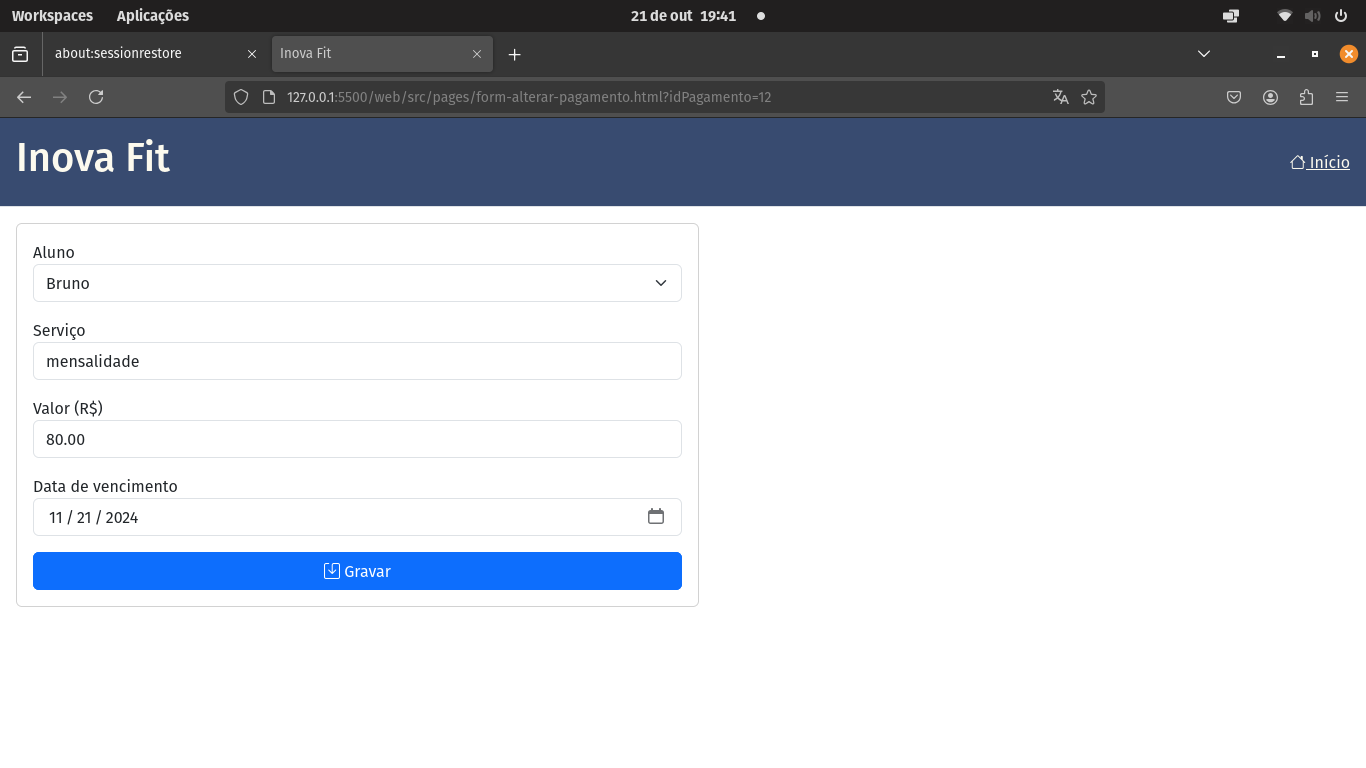 Workspaces Aplicações 21 de out 19:41
about:sessionrestore Inova Fit
127.0.0.1:5500/web/src/pages/form-alterar-pagamento.html?idPagamento=12
Inova Fit
Início
Aluno
Bruno
Serviço
mensalidade
Valor (R$)
80.00
Data de vencimento
11 / 21 / 2024
Gravar